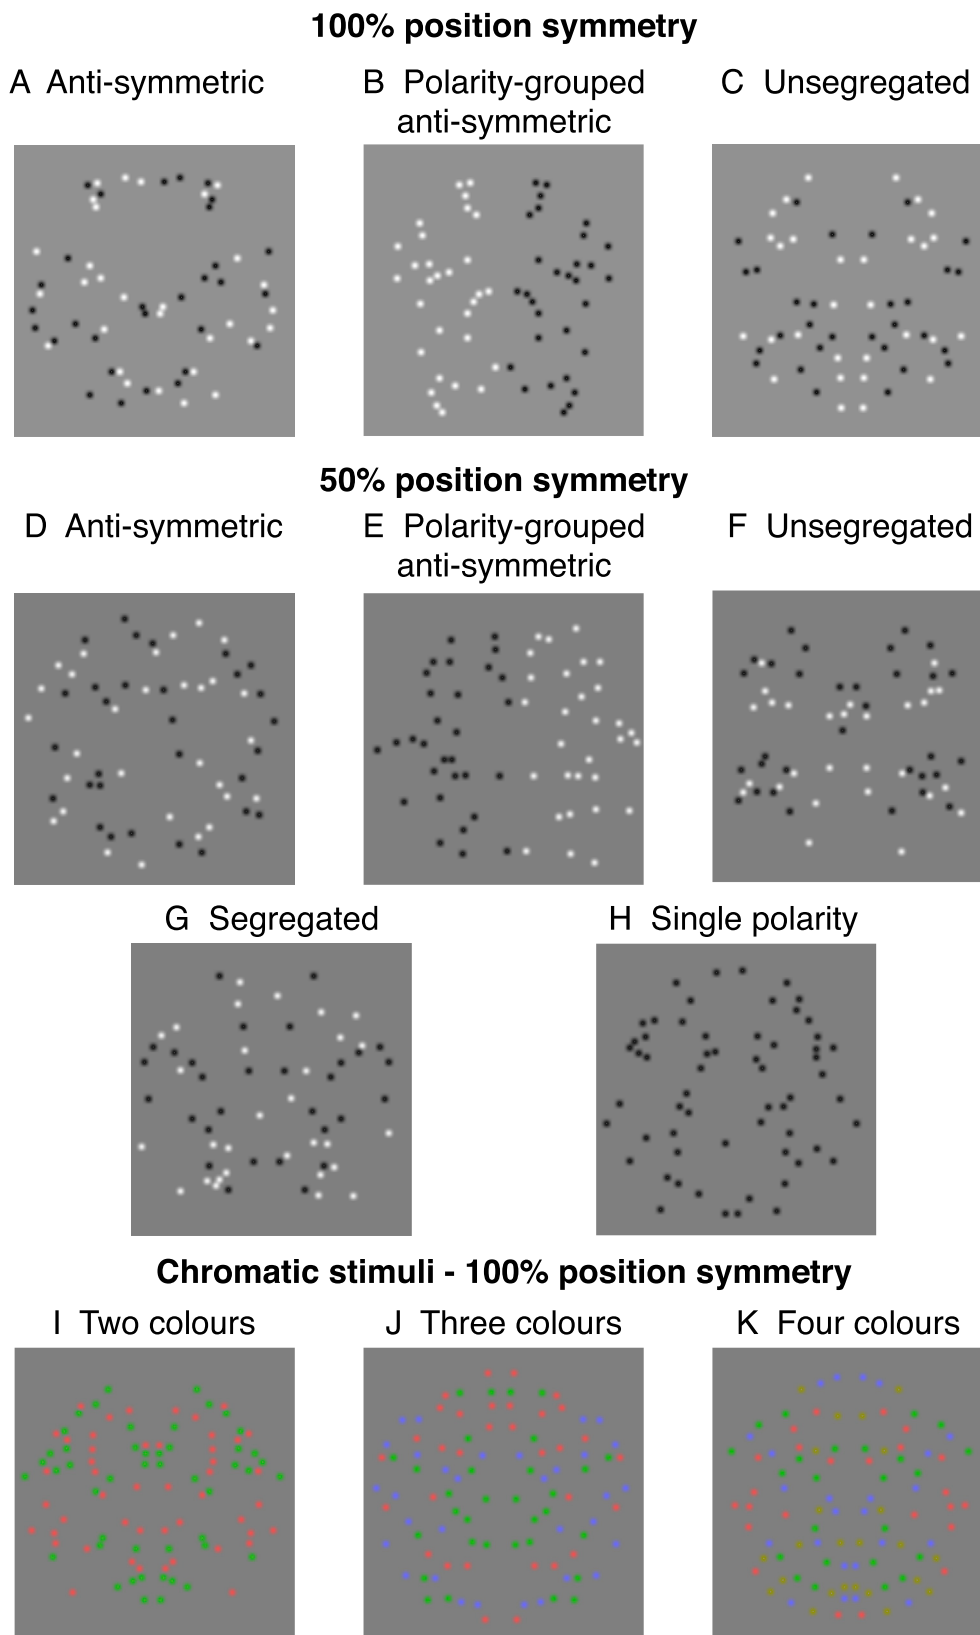 100% position symmetry
A Anti-symmetric
B Polarity-grouped
anti-symmetric
C Unsegregated
50% position symmetry
D Anti-symmetric
E Polarity-grouped
anti-symmetric
F Unsegregated
G Segregated
H Single polarity
Chromatic stimuli - 100% position symmetry
I Two colours
J Three colours
K Four colours